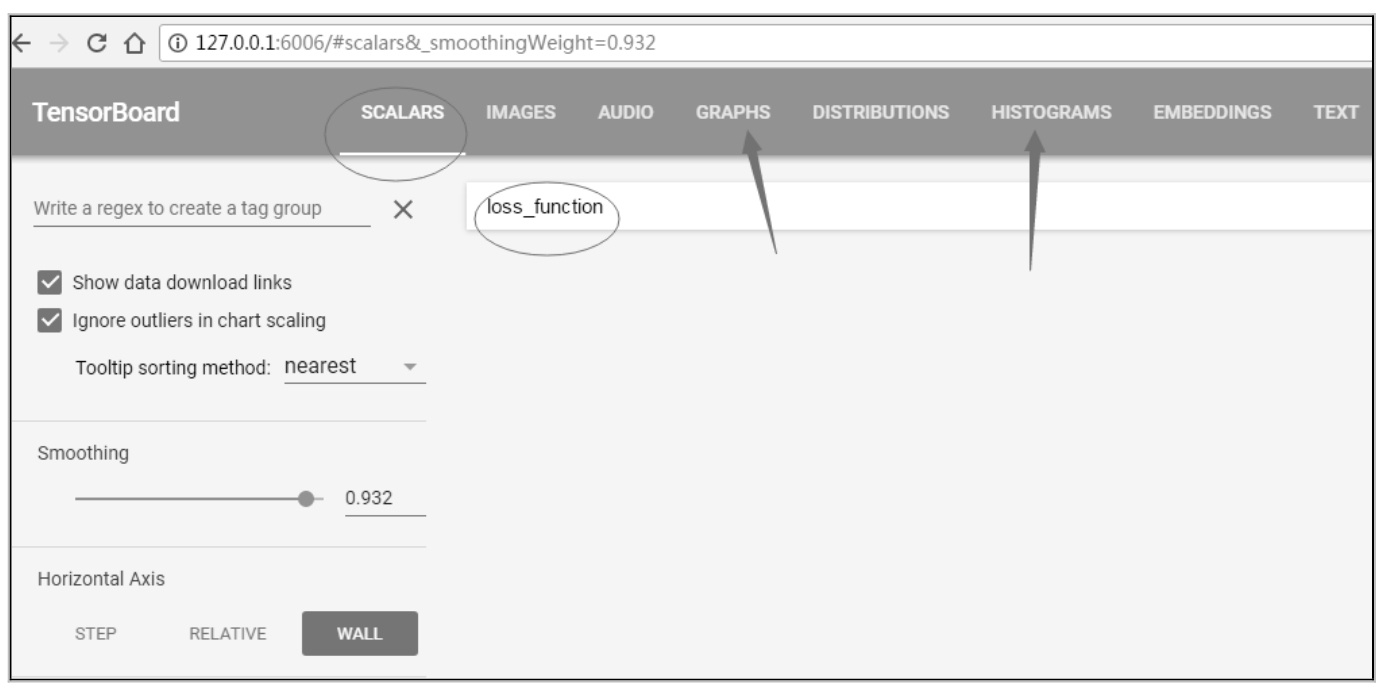 127.0.0.1:6006/#scalars&_smoothingWeight=0.932
TensorBoard SCALARS IMAGES AUDIO GRAPHS DISTRIBUTIONS HISTOGRAMS EMBEDDINGS TEXT
Write a regex to create a tag group
loss_function
Show data download links
Ignore outliers in chart scaling
Tooltip sorting method: nearest
Smoothing
0.932
Horizontal Axis
STEP RELATIVE WALL